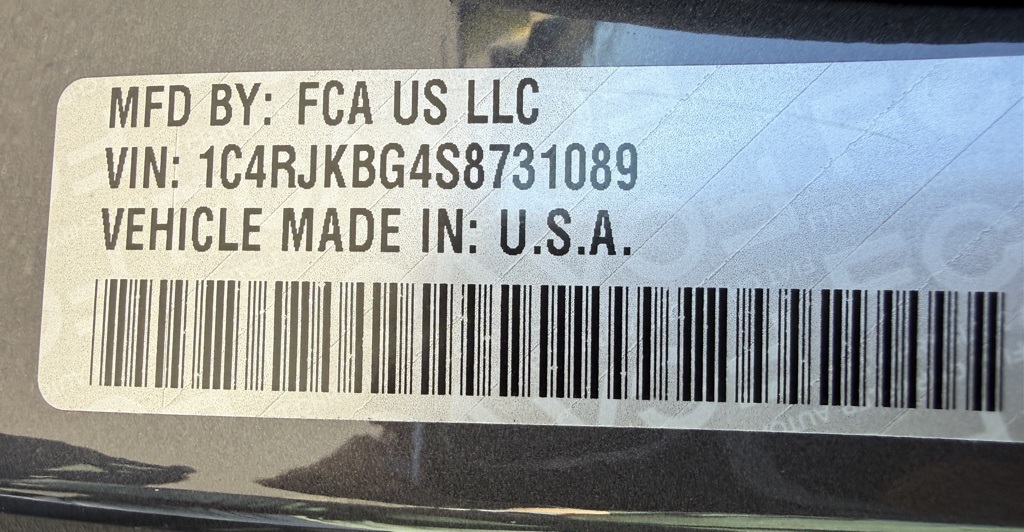 MFD BY: FCA US LLC
VIN: 1C4RJKBG4S8731089
VEHICLE MADE IN: U.S.A.